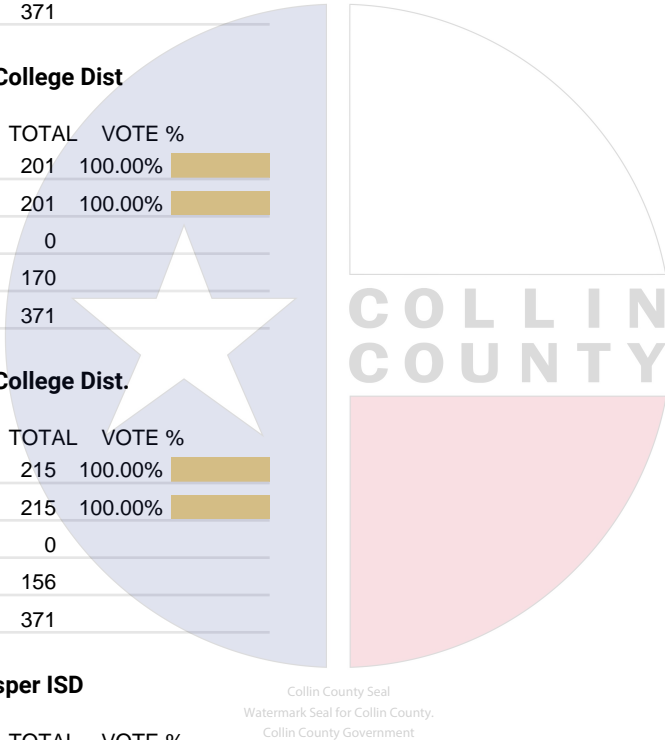 371
College Dist
TOTAL VOTE %
201 100.00%
201 100.00%
0
170
371
College Dist.
TOTAL VOTE %
215 100.00%
215 100.00%
0
156
371
sper ISD
TOTAL VOTE %
COLLIN
COUNTY
Collin County Seal
Watermark Seal for Collin County.
Collin County Government